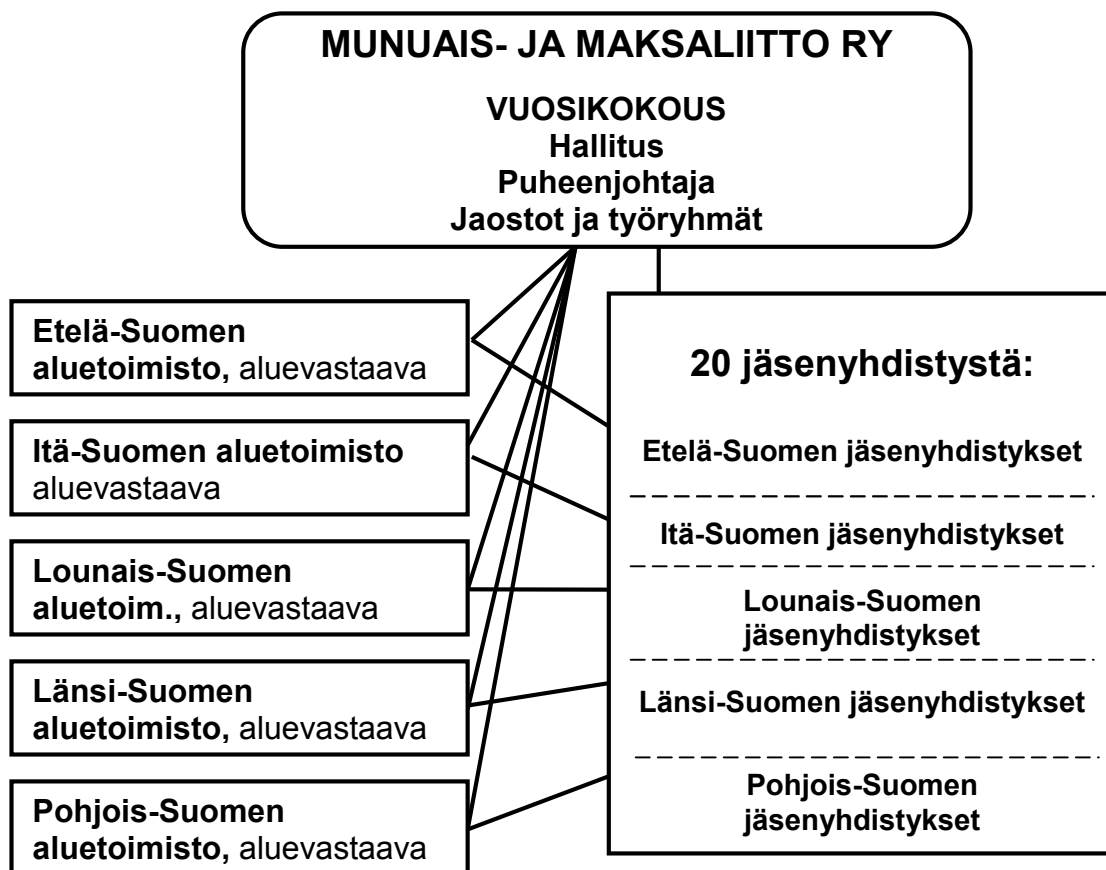 MUNUAIS- JA MAKSALIITTO RY
VUOSIKOKOUS
Hallitus
Puheenjohtaja
Jaostot ja työryhmät
Etelä-Suomen
aluetoimisto, aluevastaava
Itä-Suomen aluetoimisto
aluevastaava
Lounais-Suomen
aluetoim., aluevastaava
Länsi-Suomen
aluetoimisto, aluevastaava
Pohjois-Suomen
aluetoimisto, aluevastaava
20 jäsenyhdistystä:
Etelä-Suomen jäsenyhdistykset
Itä-Suomen jäsenyhdistykset
Lounais-Suomen
jäsenyhdistykset
Länsi-Suomen jäsenyhdistykset
Pohjois-Suomen
jäsenyhdistykset